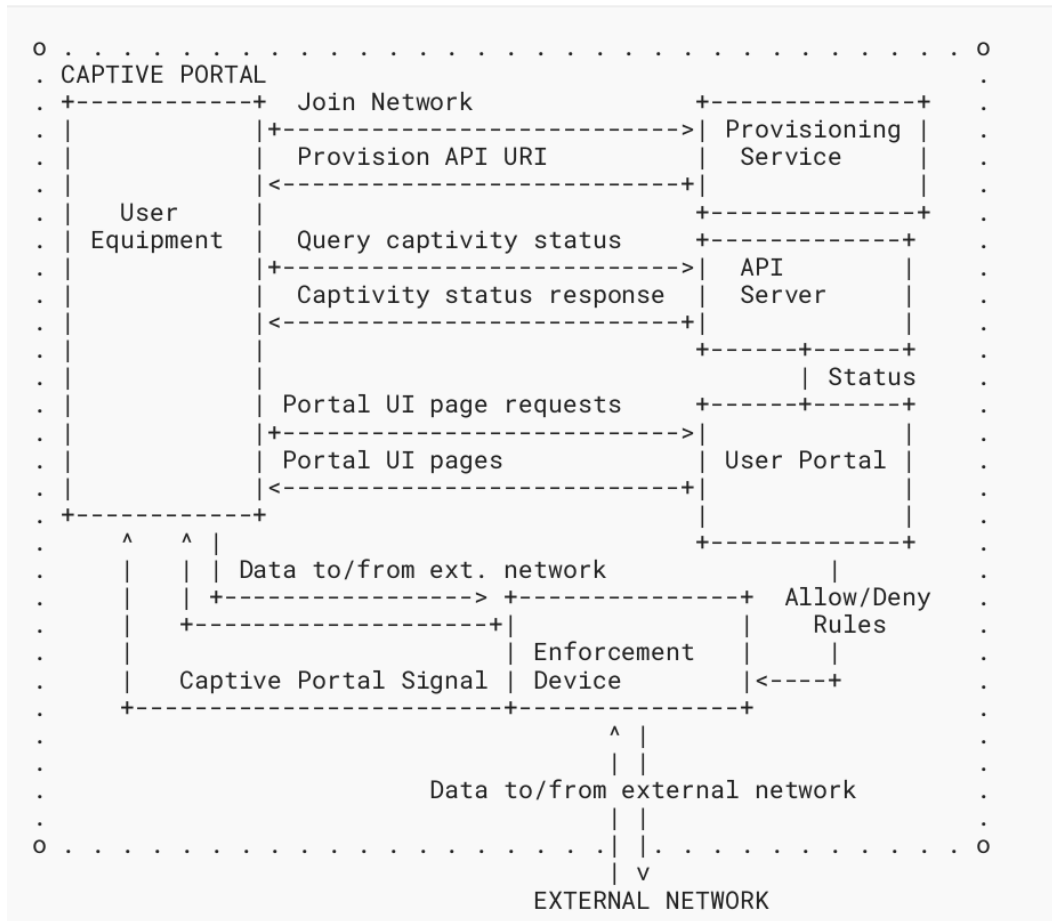 CAPTIVE PORTAL
Join Network
Provisioning
Provision API URI
Service
User
Equipment
Query captivity status
API
Captivity status response
Server
Status
Portal UI page requests
Portal UI pages
User Portal
Data to/from ext. network
Allow/Deny
Rules
Enforcement
Captive Portal Signal
Device
Data to/from external network
EXTERNAL NETWORK